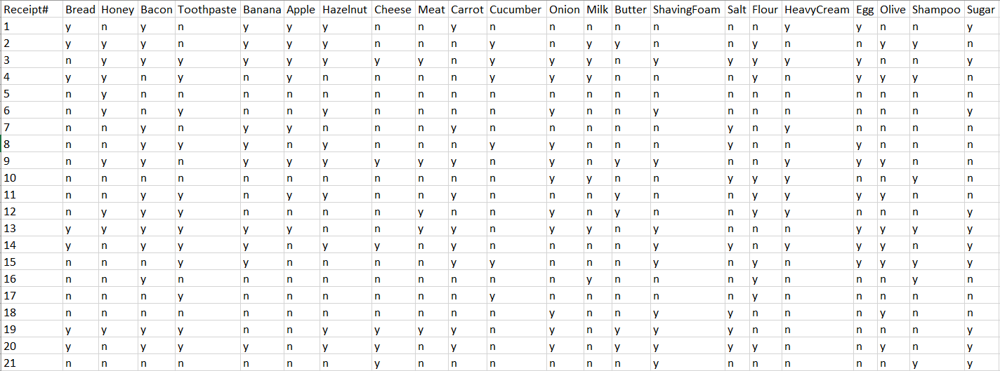 Receipt# Bread Honey Bacon Toothpaste Banana Apple Hazelnut Cheese Meat Carrot Cucumber Onion Milk Butter ShavingFoam Salt Flour HeavyCream Egg Olive Shampoo Sugar
1 y n y n y y y n n y n n n n n n n y y n n y
2 y y y n y y y n n n y n y y n n y n n y y n
3 n y y y y y y y y n y y y n y y y y y n n y
4 y y n y n y n n n n y y y n n n y n y y y n
5 n y n n n n n n n n n n n n n n n n n n n n
6 n y n y n n y n n n n y n n y n n n n n n y
7 n n y n y y n n n y n n n n n y n y n n n n
8 n n y y y n y n n n y y n n n y n n y n n n
9 n y y n y y y y y y n y n y y n n y y y n y
10 n n n n n n n n n n n y y n n y y y n n y n
11 n n y y n y y n n y n n n y n n y y y y n n
12 n y y y n n n n y n n y n y n n y y n n n y
13 y y y y y y n n y y n y y n y n n n y y y y
14 y n y y y n y y n y n n n n y y n y y y n y
15 n n n y y n n n n y y n n n y n y n y y y y
16 n n y n n n n n n n n n y n n n y n n n y n
17 n n n y n n n n n n y n n n n n y n n n n n
18 n n n n n n n n n n n y n n y y n n n y n n
19 y y y y n n y y y y n y n y y y n n n n n y
20 y n y y y n y y n y n y n y y y y n n y n y
21 n n n n n n n y n n n n n n y n n n n n y y